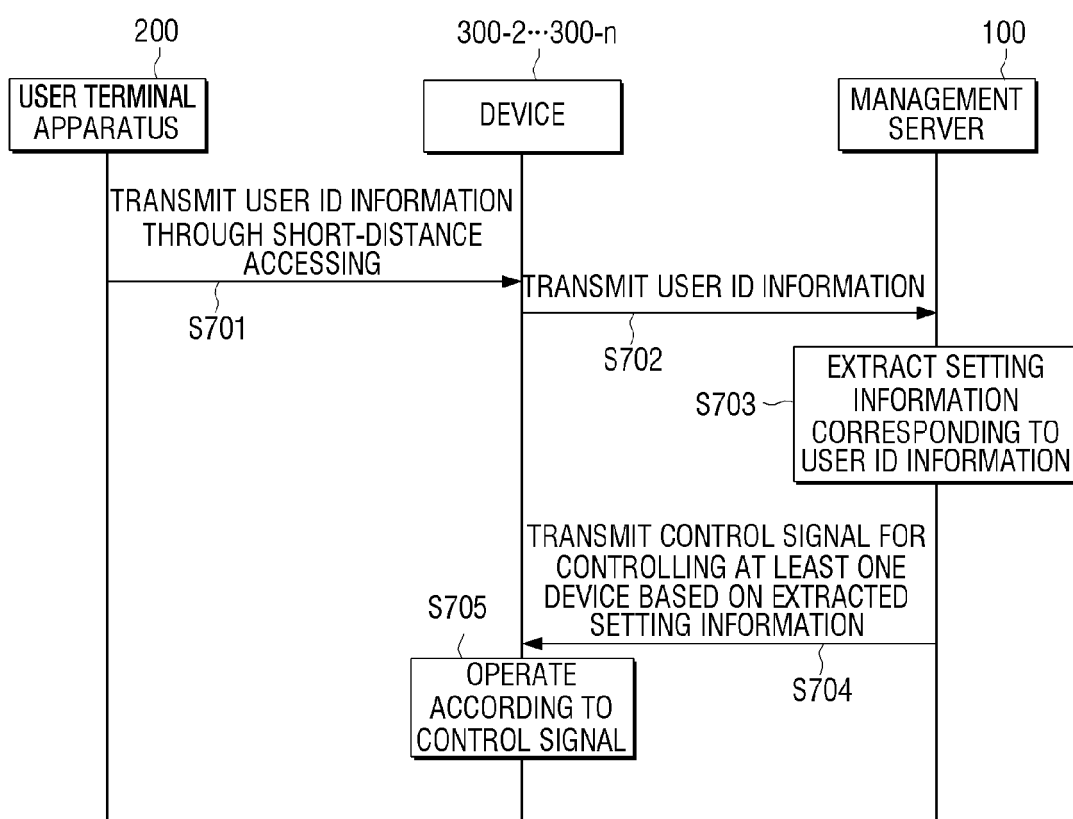 200
300-2···300-n
100
USER TERMINAL
APPARATUS
DEVICE
MANAGEMENT
SERVER
TRANSMIT USER ID INFORMATION
THROUGH SHORT-DISTANCE
ACCESSING
S701
TRANSMIT USER ID INFORMATION
S702
S703
EXTRACT SETTING
INFORMATION
CORRESPONDING TO
USER ID INFORMATION
TRANSMIT CONTROL SIGNAL FOR
CONTROLLING AT LEAST ONE
DEVICE BASED ON EXTRACTED
SETTING INFORMATION
S704
S705
OPERATE
ACCORDING TO
CONTROL SIGNAL